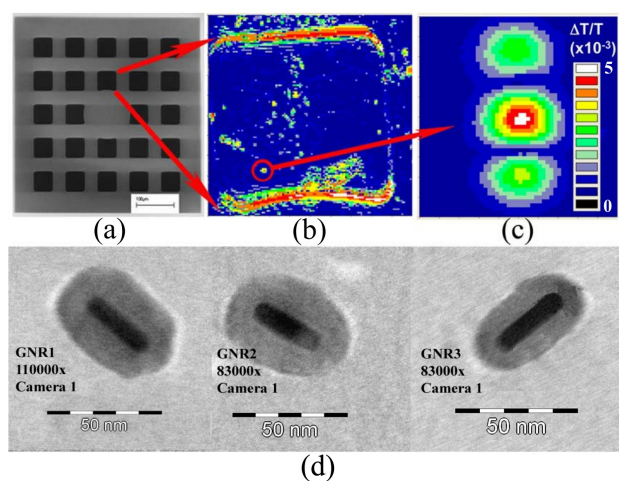 ΔT/T
(x10⁻³)
5
0
100µm
(a)
(b)
(c)
GNR1
110000x
Camera 1
50 nm
GNR2
83000x
Camera 1
50 nm
GNR3
83000x
Camera 1
50 nm
(d)